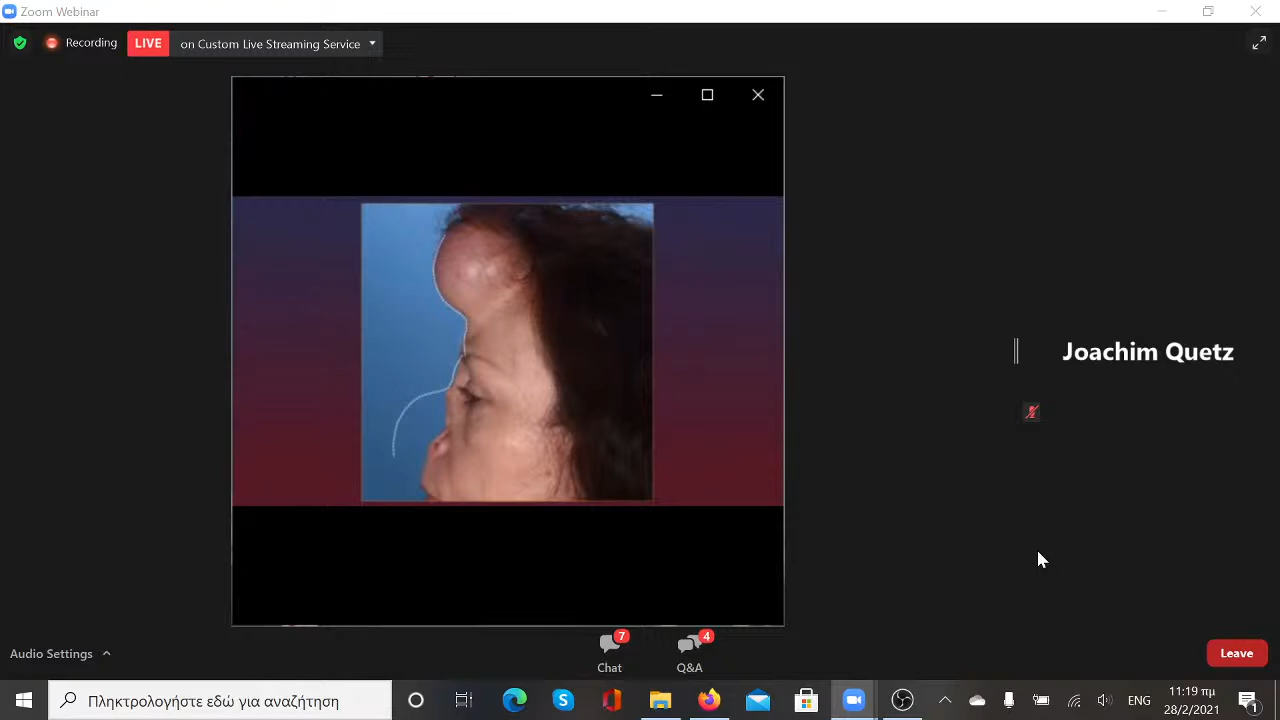 Zoom Webinar
Recording
LIVE
on Custom Live Streaming Service
Joachim Quetz
Audio Settings
7
Chat
4
Q&A
Leave
Πληκτρολογήστε εδώ για αναζήτηση
ENG
11:19 πμ
28/2/2021
1